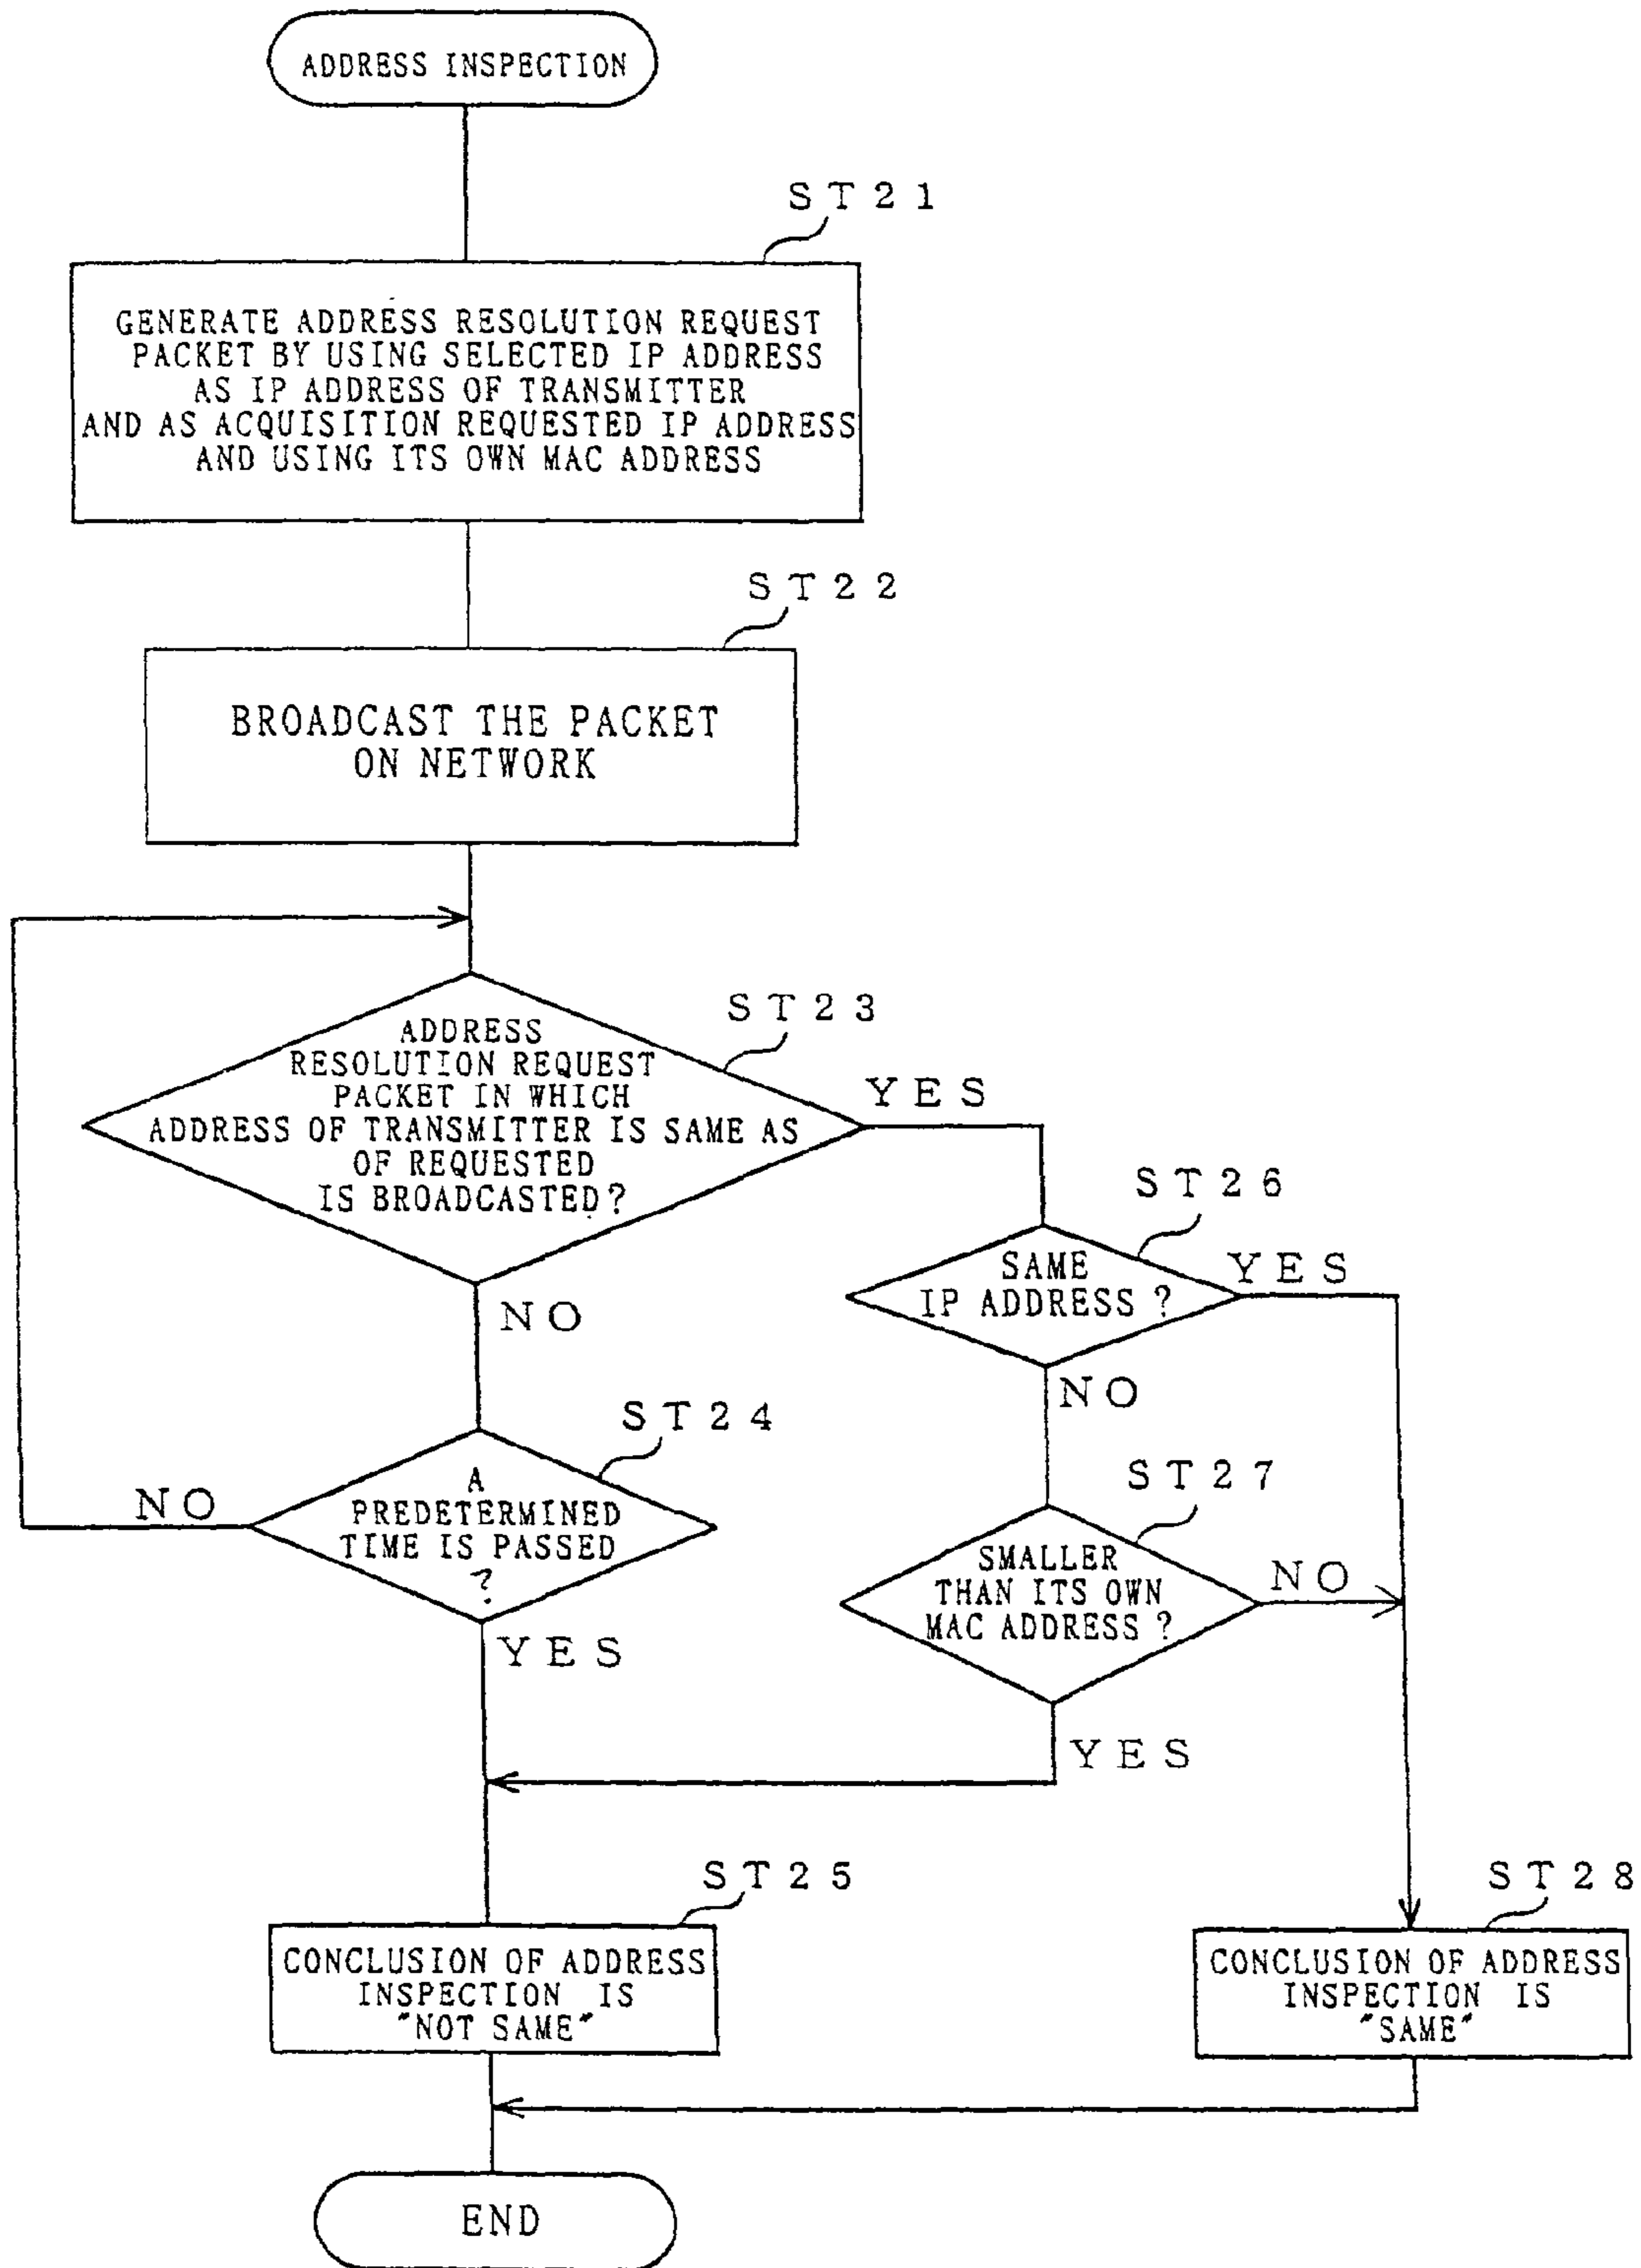 ADDRESS INSPECTION
ST21
GENERATE ADDRESS RESOLUTION REQUEST
PACKET BY USING SELECTED IP ADDRESS
AS IP ADDRESS OF TRANSMITTER
AND AS ACQUISITION REQUESTED IP ADDRESS
AND USING ITS OWN MAC ADDRESS
ST22
BROADCAST THE PACKET
ON NETWORK
ST23
ADDRESS
RESOLUTION REQUEST
PACKET IN WHICH
ADDRESS OF TRANSMITTER IS SAME AS
OF REQUESTED
IS BROADCASTED?
YES
NO
ST26
SAME
IP ADDRESS ?
YES
NO
ST24
A
PREDETERMINED
TIME IS PASSED
?
NO
YES
ST27
SMALLER
THAN ITS OWN
MAC ADDRESS ?
NO
YES
ST25
CONCLUSION OF ADDRESS
INSPECTION IS
"NOT SAME"
ST28
CONCLUSION OF ADDRESS
INSPECTION IS
"SAME"
END